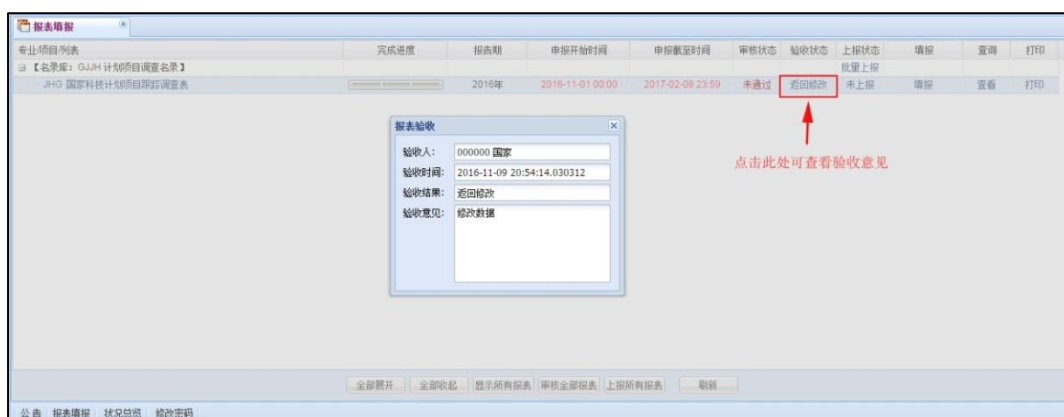 报表填报
专业/项目/列表 完成进度 报告期 申报开始时间 申报截至时间 审核状态 验收状态 上报状态 填报 查询 打印
【名录库：GJJH 计划项目调查名录】 批量上报
JHG 国家科技计划项目跟踪调查表 2016年 2016-11-01 00:00 2017-02-08 23:59 未通过 返回修改 未上报 填报 查看 打印
报表验收
验收人： 000000 国家
验收时间： 2016-11-09 20:54:14.030312
验收结果： 返回修改
验收意见： 修改数据
点击此处可查看验收意见
全部展开 全部收起 显示所有报表 审核全部报表 上报所有报表 刷新
公告 报表填报 状况总览 修改密码